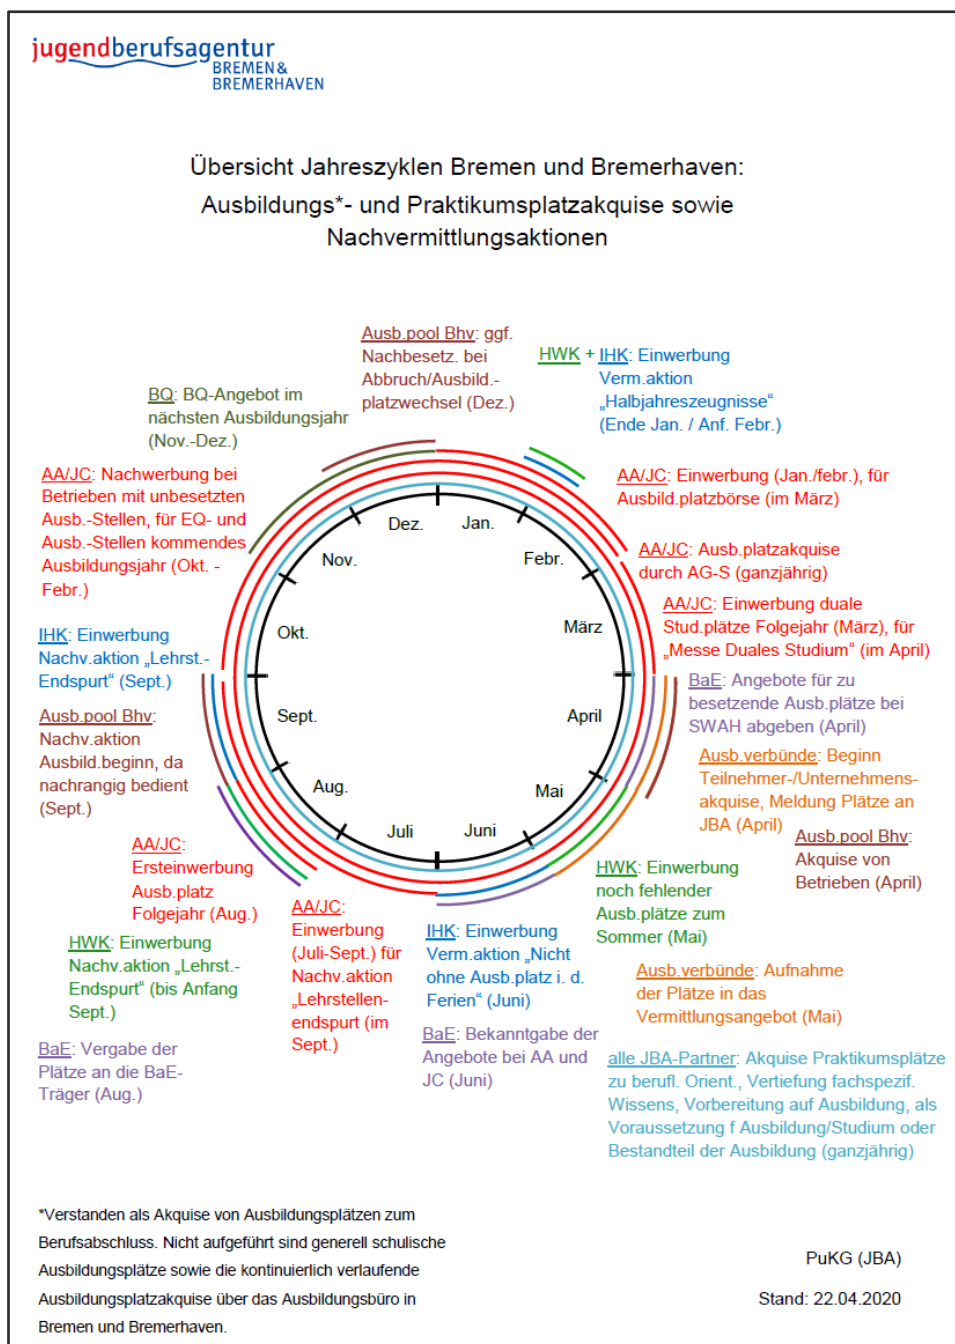 jugendberufsagentur
BREMEN &
BREMERHAVEN
Übersicht Jahreszyklen Bremen und Bremerhaven:
Ausbildungs*- und Praktikumsplatzakquise sowie
Nachvermittlungsaktionen
Ausb.pool Bhv: ggf.
Nachbesetz. bei
Abbruch/Ausbild.-
platzwechsel (Dez.)
HWK + IHK: Einwerbung
Verm.aktion
„Halbjahreszeugnisse“
(Ende Jan. / Anf. Febr.)
BQ: BQ-Angebot im
nächsten Ausbildungsjahr
(Nov.-Dez.)
AA/JC: Nachwerbung bei
Betrieben mit unbesetzten
Ausb.-Stellen, für EQ- und
Ausb.-Stellen kommendes
Ausbildungsjahr (Okt. -
Febr.)
AA/JC: Einwerbung (Jan./febr.), für
Ausbild.platzbörse (im März)
AA/JC: Ausb.platzakquise
durch AG-S (ganzjährig)
AA/JC: Einwerbung duale
Stud.plätze Folgejahr (März), für
„Messe Duales Studium“ (im April)
IHK: Einwerbung
Nachv.aktion „Lehrst.-
Endspurt“ (Sept.)
BaE: Angebote für zu
besetzende Ausb.plätze bei
SWAH abgeben (April)
Ausb.pool Bhv:
Nachv.aktion
Ausbild.beginn, da
nachrangig bedient
(Sept.)
Ausb.verbünde: Beginn
Teilnehmer-/Unternehmens-
akquise, Meldung Plätze an
JBA (April)
Ausb.pool Bhv:
Akquise von
Betrieben (April)
Dez.
Jan.
Nov.
Febr.
Okt.
März
Sept.
April
Aug.
Mai
Juli
Juni
AA/JC:
Ersteinwerbung
Ausb.platz
Folgejahr (Aug.)
HWK: Einwerbung
noch fehlender
Ausb.plätze zum
Sommer (Mai)
AA/JC:
Einwerbung
(Juli-Sept.) für
Nachv.aktion
„Lehrstellen-
endspurt (im
Sept.)
IHK: Einwerbung
Verm.aktion „Nicht
ohne Ausb.platz i. d.
Ferien“ (Juni)
HWK: Einwerbung
Nachv.aktion „Lehrst.-
Endspurt“ (bis Anfang
Sept.)
Ausb.verbünde: Aufnahme
der Plätze in das
Vermittlungsangebot (Mai)
BaE: Bekanntgabe der
Angebote bei AA und
JC (Juni)
BaE: Vergabe der
Plätze an die BaE-
Träger (Aug.)
alle JBA-Partner: Akquise Praktikumsplätze
zu berufl. Orient., Vertiefung fachspezif.
Wissens, Vorbereitung auf Ausbildung, als
Voraussetzung f Ausbildung/Studium oder
Bestandteil der Ausbildung (ganzjährig)
*Verstanden als Akquise von Ausbildungsplätzen zum
Berufsabschluss. Nicht aufgeführt sind generell schulische
Ausbildungsplätze sowie die kontinuierlich verlaufende
Ausbildungsplatzakquise über das Ausbildungsbüro in
Bremen und Bremerhaven.
PuKG (JBA)
Stand: 22.04.2020